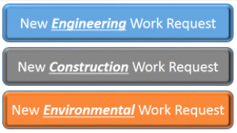 New Engineering Work Request
New Construction Work Request
New Environmental Work Request